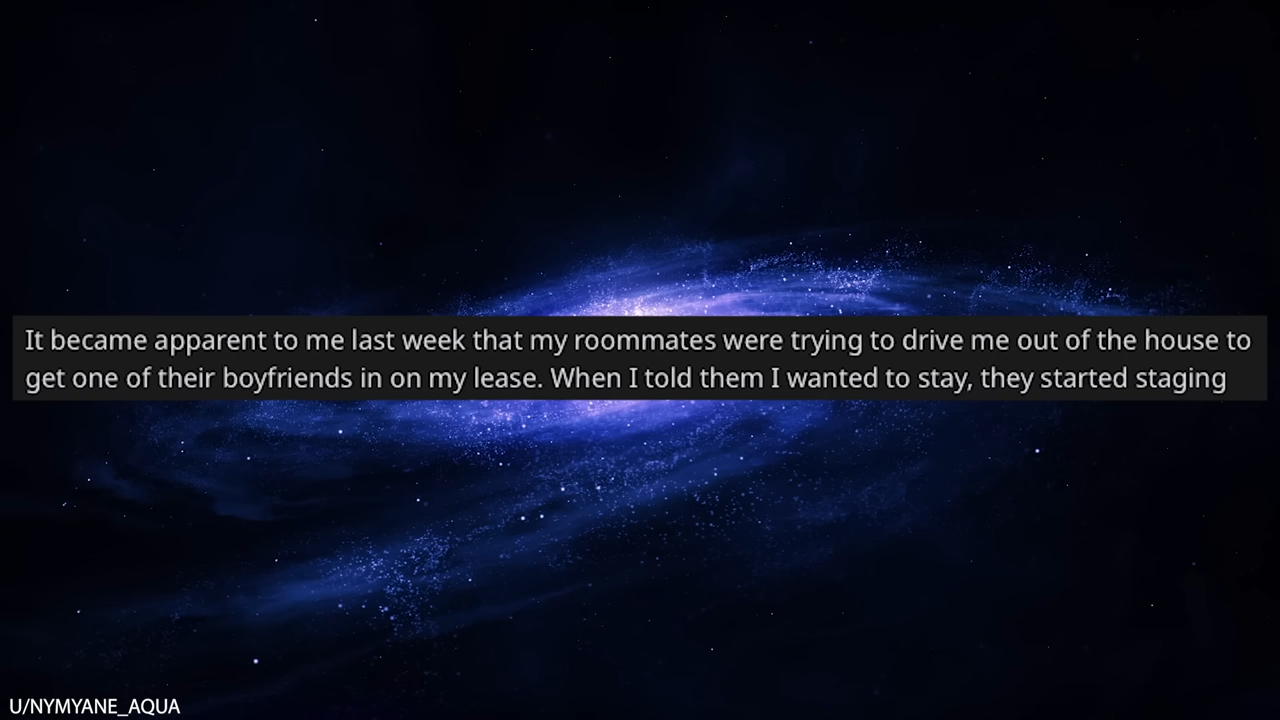 It became apparent to me last week that my roommates were trying to drive me out of the house to
get one of their boyfriends in on my lease. When I told them I wanted to stay, they started staging
U/NYMYANE_AQUA